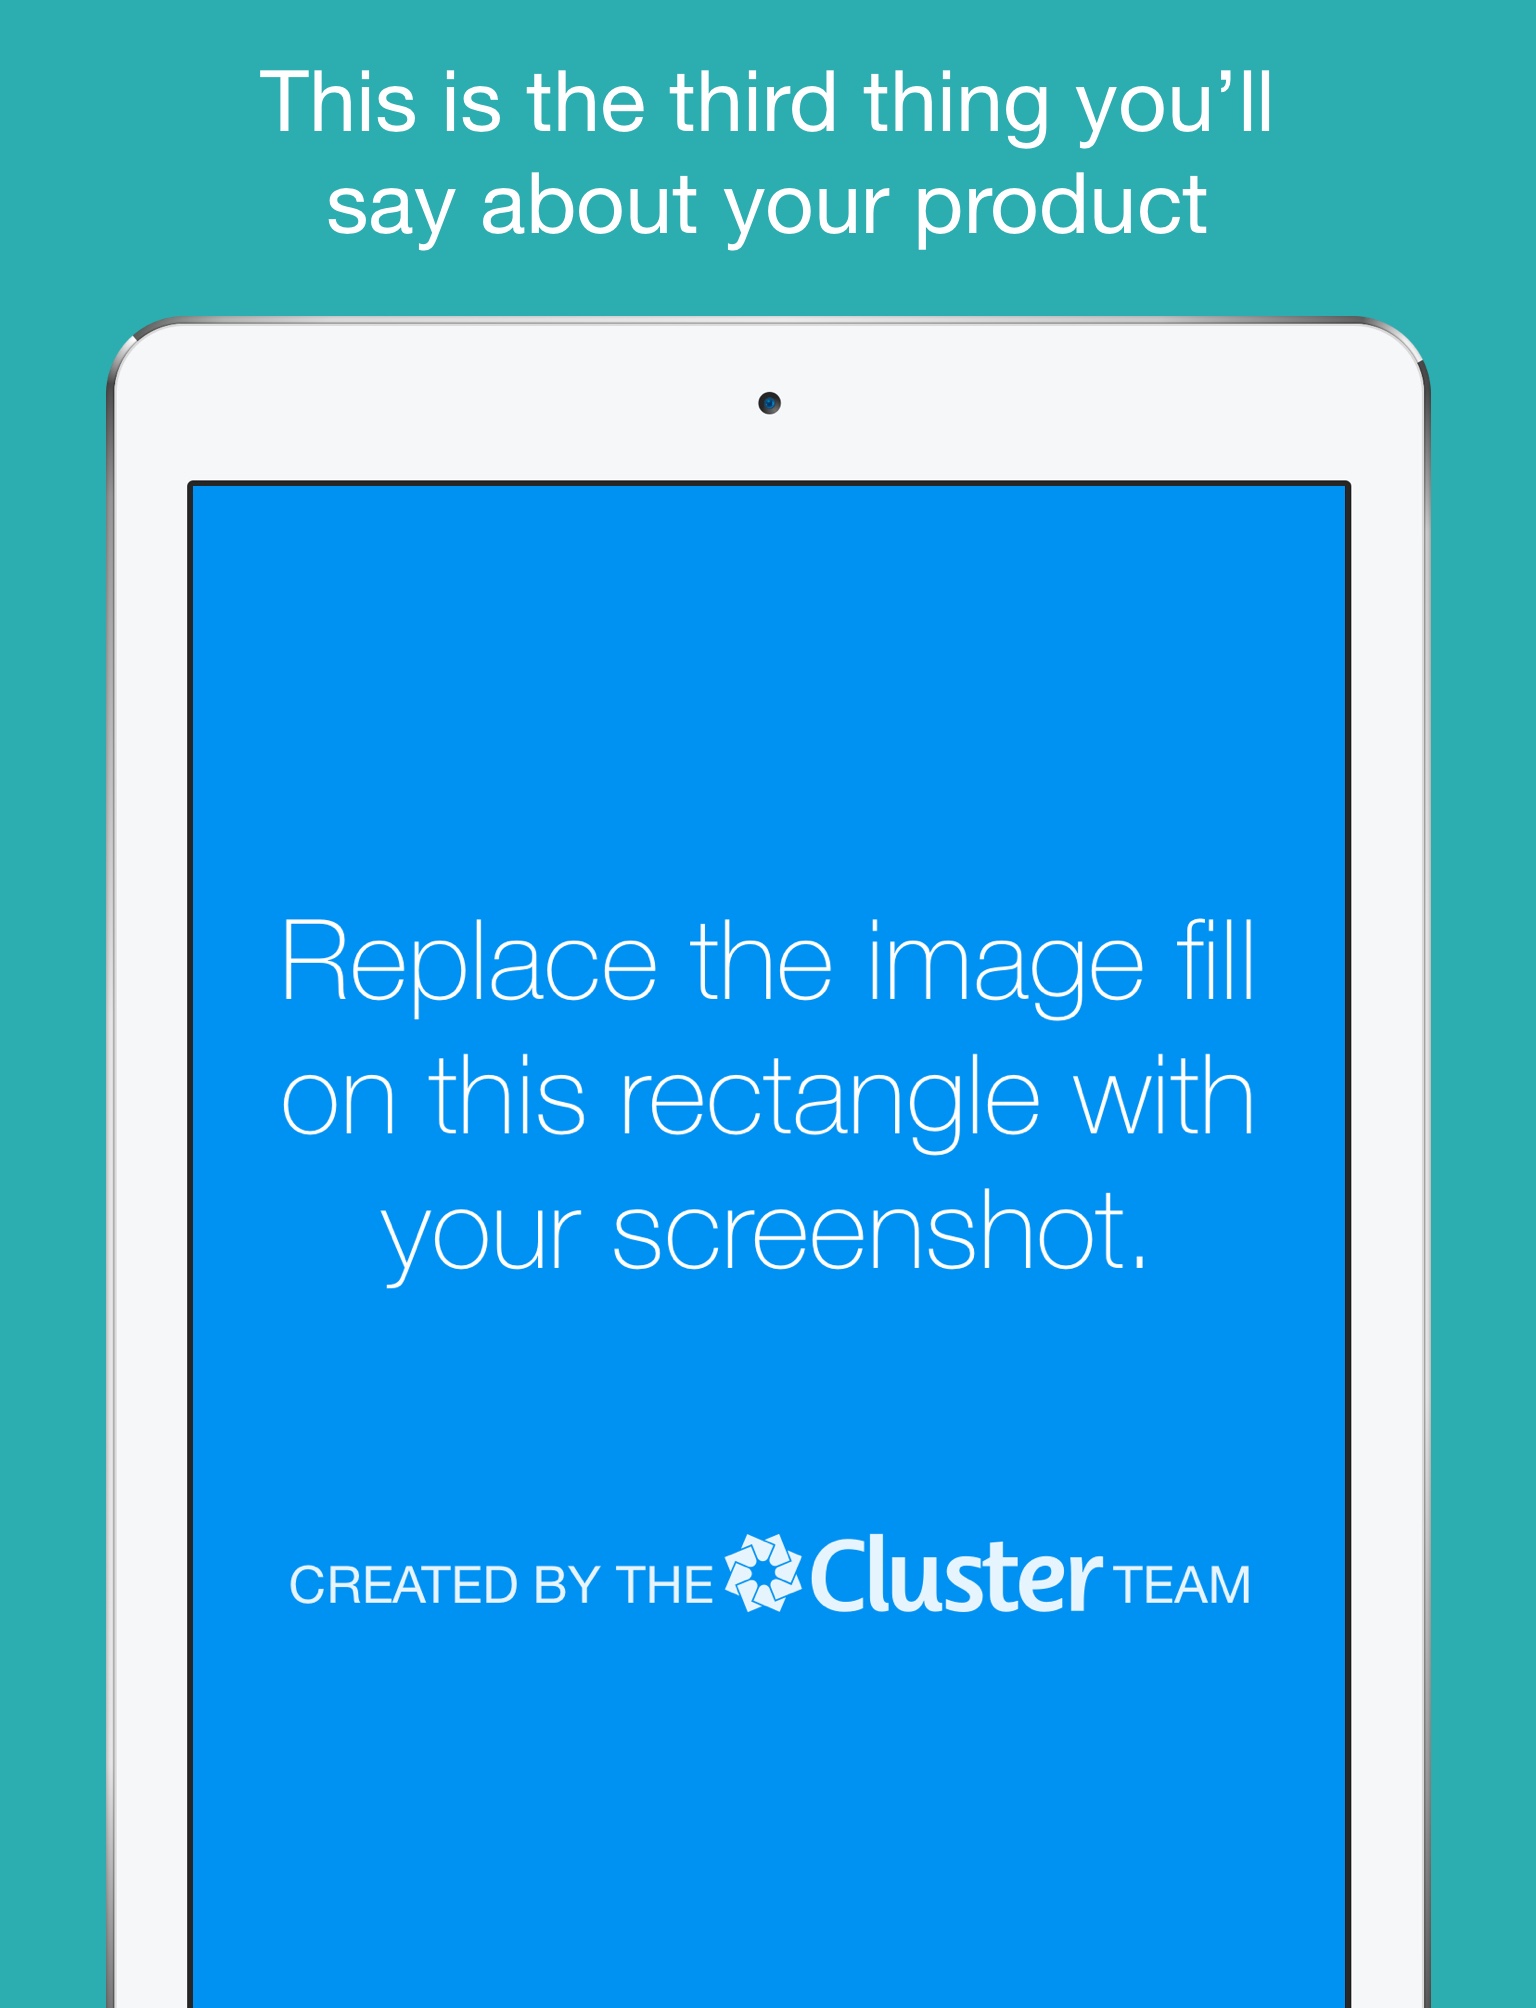 This is the third thing you’ll
say about your product
Replace the image fill
on this rectangle with
your screenshot.
CREATED BY THE Cluster TEAM